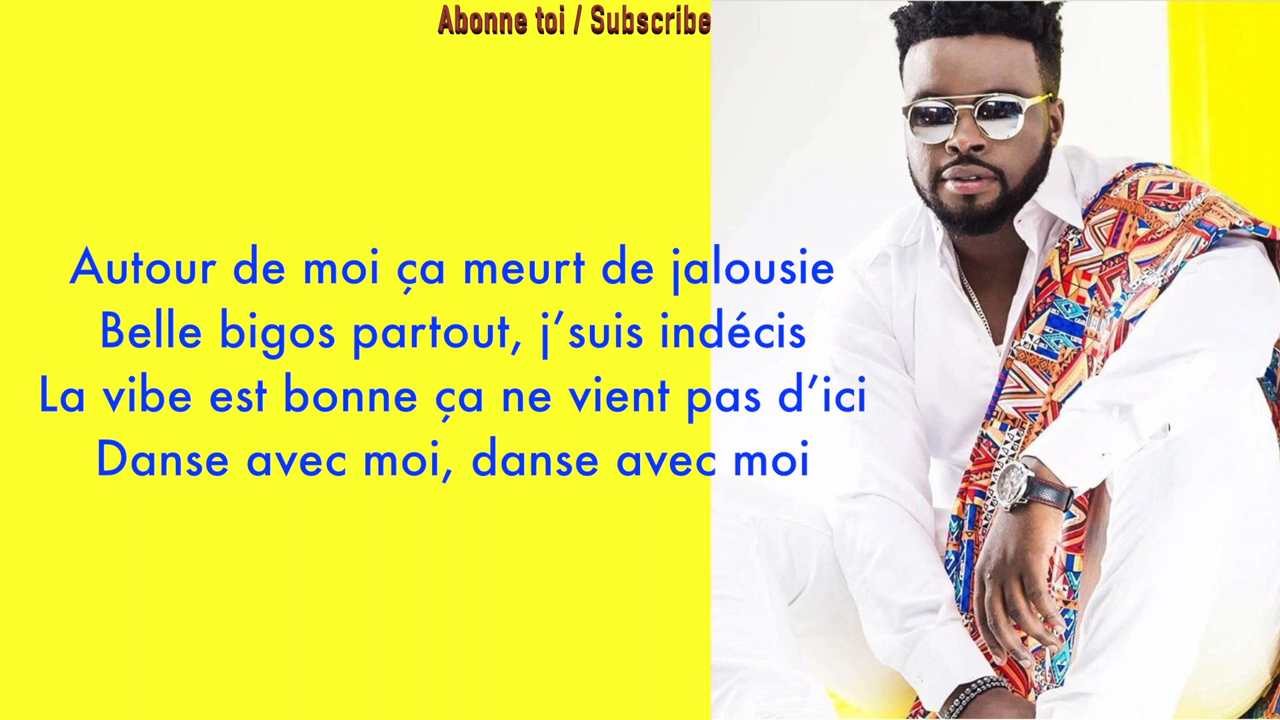 Abonne toi / Subscribe
Autour de moi ça meurt de jalousie
Belle bigos partout, j’suis indécis
La vibe est bonne ça ne vient pas d’ici
Danse avec moi, danse avec moi